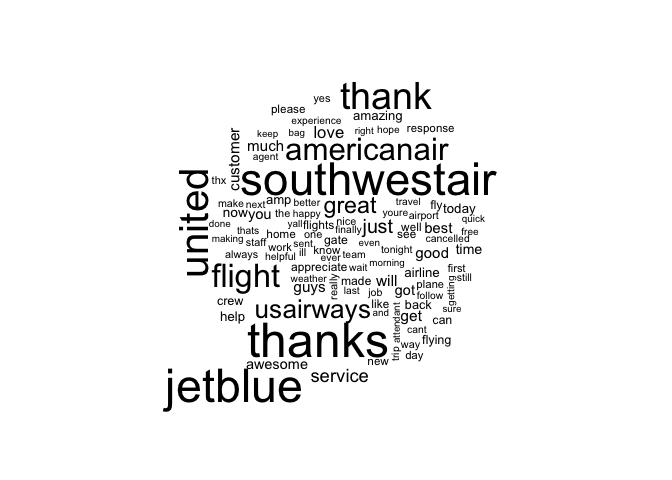 yes thank
please amazing
experience
keep bag love right hope response
customer much americanair
agent
thx southwestair
united
make next amp better great travel fly today
now you the happy youre airport quick
done thats yall flights nice finally just well best free
making staff home one see cancelled
work sent gate even
always helpful ill know tonight good time
ever team
flight appreciate wait morning airline first
weather really made will plane getting still
guys last job got follow
crew usairways like back sure
help and trip attendant get can
thanks cant
way flying
day
awesome new
jetblue service